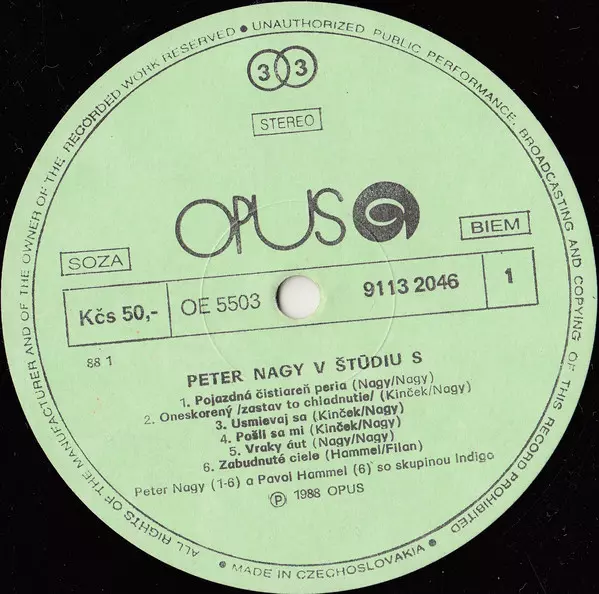 ALL RIGHTS OF THE MANUFACTURER AND OF THE OWNER OF THE RECORDED WORK RESERVED ● UNAUTHORIZED PUBLIC PERFORMANCE, BROADCASTING AND COPYING OF THIS RECORD PROHIBITED ● MADE IN CZECHOSLOVAKIA ●
33
STEREO
OPUS
SOZA
BIEM
Kčs 50,- OE 5503 9113 2046 1
88 1
PETER NAGY V ŠTÚDIU S
1. Pojazdná čistiareň peria (Nagy/Nagy)
2. Oneskorený /zastav to chladnutie/ (Kinček/Nagy)
3. Usmievaj sa (Kinček/Nagy)
4. Pošli sa mi (Kinček/Nagy)
5. Vraky áut (Nagy/Nagy)
6. Zabudnuté ciele (Hammel/Filan)
Peter Nagy (1-6) a Pavol Hammel (6) so skupinou Indigo
Ⓟ 1988 OPUS